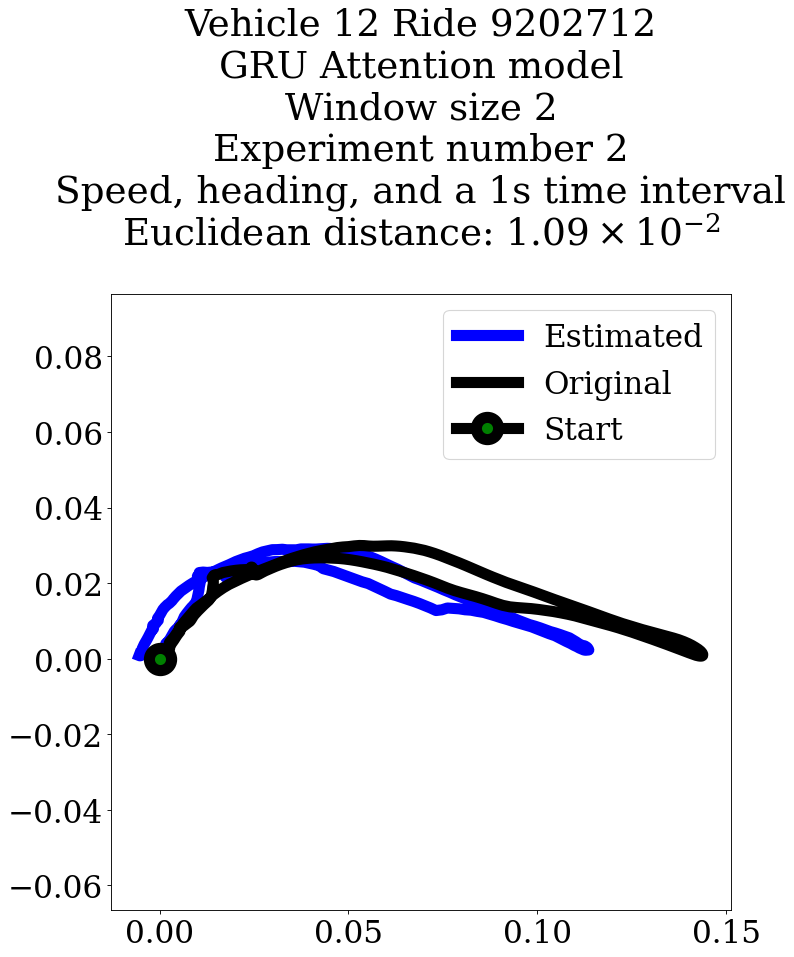 Vehicle 12 Ride 9202712
GRU Attention model
Window size 2
Experiment number 2
Speed, heading, and a 1s time interval
Euclidean distance: 1.09 × 10⁻²
Estimated
Original
Start
0.08
0.06
0.04
0.02
0.00
−0.02
−0.04
−0.06
0.00 0.05 0.10 0.15